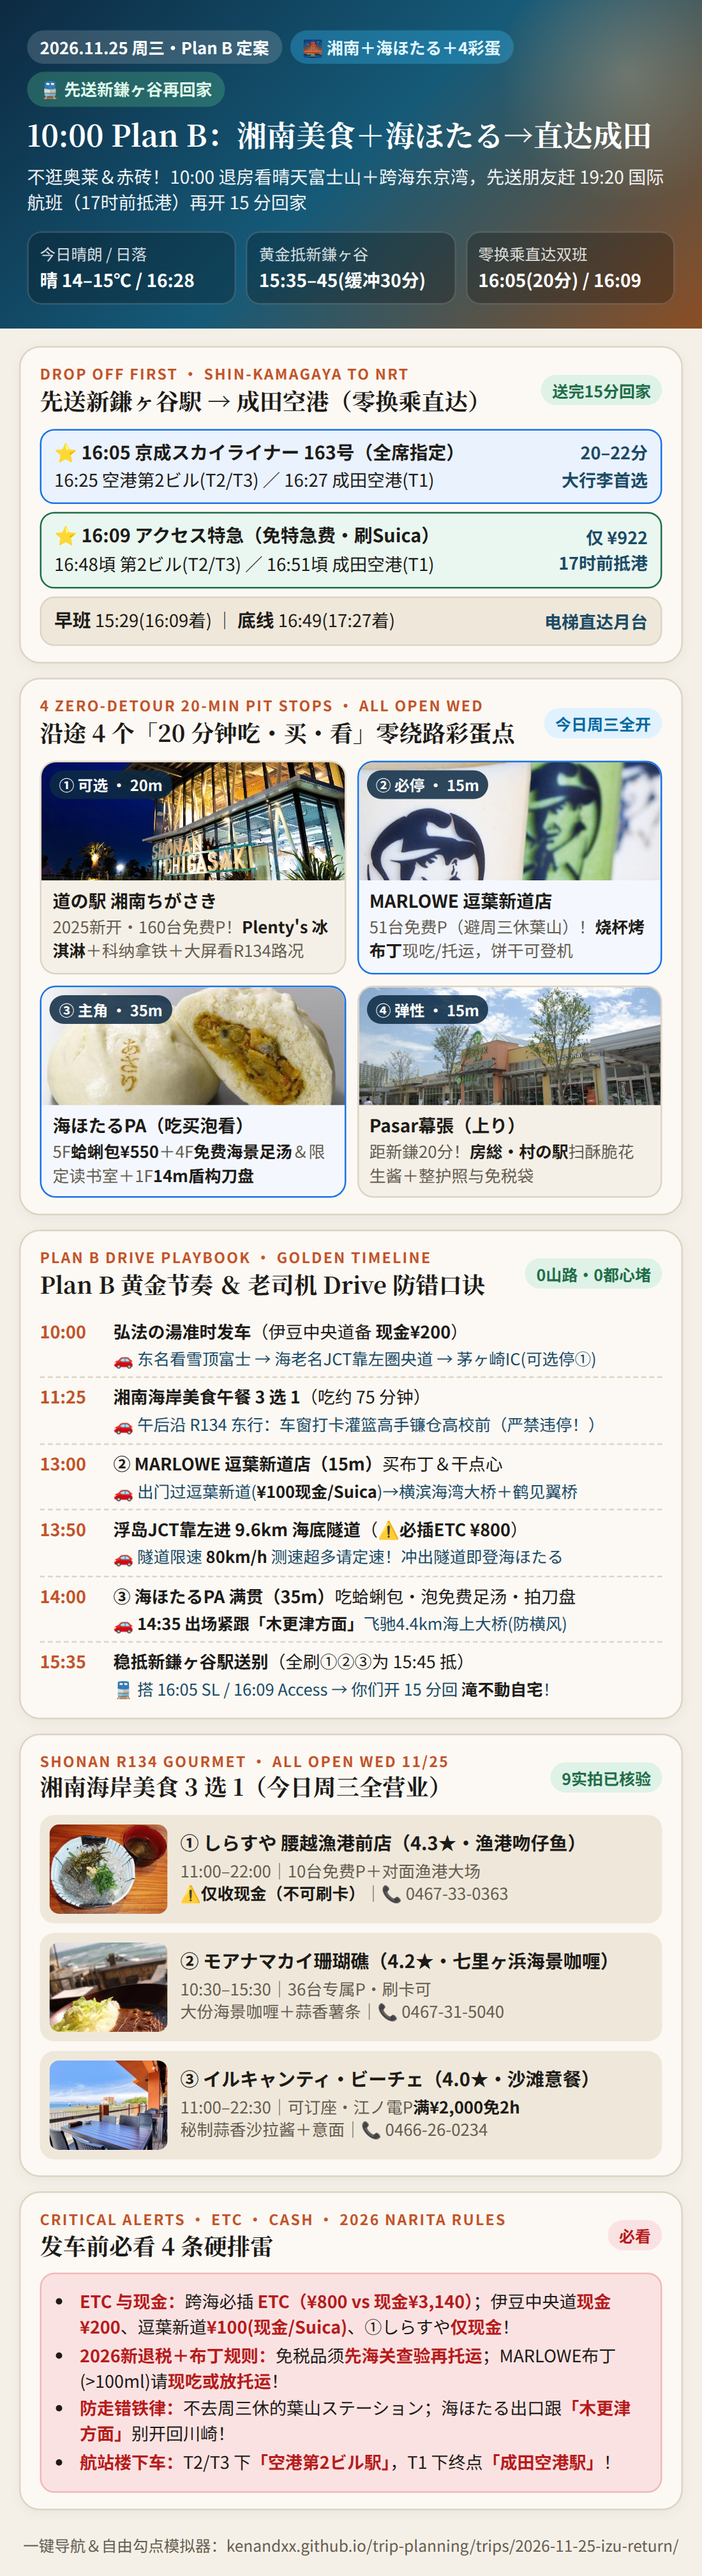 2026.11.25 周三・Plan B 定案
🌉 湘南＋海ほたる＋4彩蛋
🚆 先送新鎌ヶ谷再回家
10:00 Plan B：湘南美食＋海ほたる→直达成田
不逛奥莱＆赤砖！10:00 退房看晴天富士山＋跨海东京湾，先送朋友赶 19:20 国际
航班（17时前抵港）再开 15 分回家
今日晴朗 / 日落
晴 14–15℃ / 16:28
黄金抵新鎌ヶ谷
15:35–45(缓冲30分)
零换乘直达双班
16:05(20分) / 16:09
DROP OFF FIRST ・ SHIN-KAMAGAYA TO NRT
先送新鎌ヶ谷駅 → 成田空港（零换乘直达）
送完15分回家
⭐ 16:05 京成スカイライナー 163号（全席指定）
16:25 空港第2ビル(T2/T3) ／ 16:27 成田空港(T1)
20–22分
大行李首选
⭐ 16:09 アクセス特急（免特急费・刷Suica）
16:48頃 第2ビル(T2/T3) ／ 16:51頃 成田空港(T1)
仅 ¥922
17时前抵港
早班 15:29(16:09着) ｜ 底线 16:49(17:27着)
电梯直达月台
4 ZERO-DETOUR 20-MIN PIT STOPS ・ ALL OPEN WED
沿途 4 个「20 分钟吃・买・看」零绕路彩蛋点
今日周三全开
① 可选 ・ 20m
SHONAN
CHIGASAKI
道の駅 湘南ちがさき
2025新开・160台免费P！Plenty's 冰
淇淋＋科纳拿铁＋大屏看R134路况
② 必停 ・ 15m
MARLOWE 逗葉新道店
51台免费P（避周三休葉山）！烧杯烤
布丁现吃/托运，饼干可登机
③ 主角 ・ 35m
あさり
海ほたるPA（吃买泡看）
5F蛤蜊包¥550＋4F免费海景足汤＆限
定读书室＋1F14m盾构刀盘
④ 弹性 ・ 15m
Pasar幕張（上り）
距新鎌20分！房総・村の駅扫酥脆花
生酱＋整护照与免税袋
PLAN B DRIVE PLAYBOOK ・ GOLDEN TIMELINE
Plan B 黄金节奏 ＆ 老司机 Drive 防错口诀
0山路・0都心堵
10:00 弘法の湯准时发车（伊豆中央道备 现金¥200）
🚗 东名看雪顶富士 → 海老名JCT靠左圏央道 → 茅ヶ崎IC(可选停①)
11:25 湘南海岸美食午餐 3 选 1（吃约 75 分钟）
🚗 午后沿 R134 东行：车窗打卡灌篮高手镰仓高校前（严禁违停！）
13:00 ② MARLOWE 逗葉新道店（15m）买布丁＆干点心
🚗 出门过逗葉新道(¥100现金/Suica)→横滨海湾大桥＋鹤见翼桥
13:50 浮岛JCT靠左进 9.6km 海底隧道（⚠️必插ETC ¥800）
🚗 隧道限速 80km/h 测速超多请定速！冲出隧道即登海ほたる
14:00 ③ 海ほたるPA 满贯（35m）吃蛤蜊包・泡免费足汤・拍刀盘
🚗 14:35 出场紧跟「木更津方面」飞驰4.4km海上大桥(防横风)
15:35 稳抵新鎌ヶ谷駅送别（全刷①②③为 15:45 抵）
🚆 搭 16:05 SL / 16:09 Access → 你们开 15 分回 滝不動自宅！
SHONAN R134 GOURMET ・ ALL OPEN WED 11/25
湘南海岸美食 3 选 1（今日周三全营业）
9实拍已核验
① しらすや 腰越漁港前店（4.3★・漁港吻仔鱼）
11:00–22:00｜10台免费P＋对面漁港大场
⚠️仅收现金（不可刷卡）｜📞 0467-33-0363
② モアナマカイ珊瑚礁（4.2★・七里ヶ浜海景咖喱）
10:30–15:30｜36台专属P・刷卡可
大份海景咖喱＋蒜香薯条｜📞 0467-31-5040
③ イルキャンティ・ビーチェ（4.0★・沙滩意餐）
11:00–22:30｜可订座・江ノ電P满¥2,000免2h
秘制蒜香沙拉酱＋意面｜📞 0466-26-0234
CRITICAL ALERTS ・ ETC ・ CASH ・ 2026 NARITA RULES
发车前必看 4 条硬排雷
必看
• ETC 与现金：跨海必插 ETC（¥800 vs 现金¥3,140）；伊豆中央道现金
¥200、逗葉新道¥100(现金/Suica)、①しらすや仅现金！
• 2026新退税＋布丁规则：免税品须先海关查验再托运；MARLOWE布丁
(>100ml)请现吃或放托运！
• 防走错铁律：不去周三休的葉山ステーション；海ほたる出口跟「木更津
方面」别开回川崎！
• 航站楼下车：T2/T3 下「空港第2ビル駅」，T1 下终点「成田空港駅」！
一键导航＆自由勾点模拟器：kenandxx.github.io/trip-planning/trips/2026-11-25-izu-return/